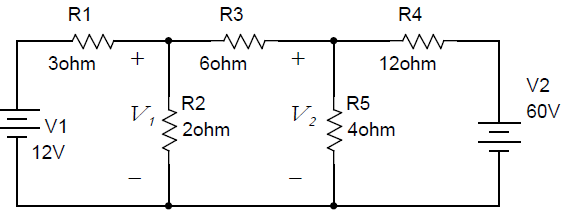 R1
R3
R4
3ohm
+
6ohm
+
12ohm
V2
60V
R2
V1
2ohm
R5
V2
4ohm
V1
12V
−
−